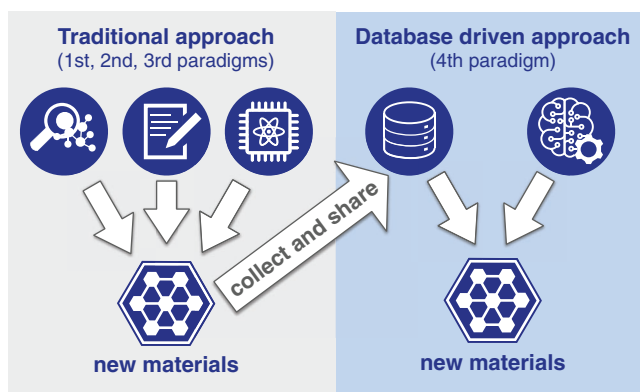 Traditional approach
(1st, 2nd, 3rd paradigms)
Database driven approach
(4th paradigm)
collect and share
new materials
new materials